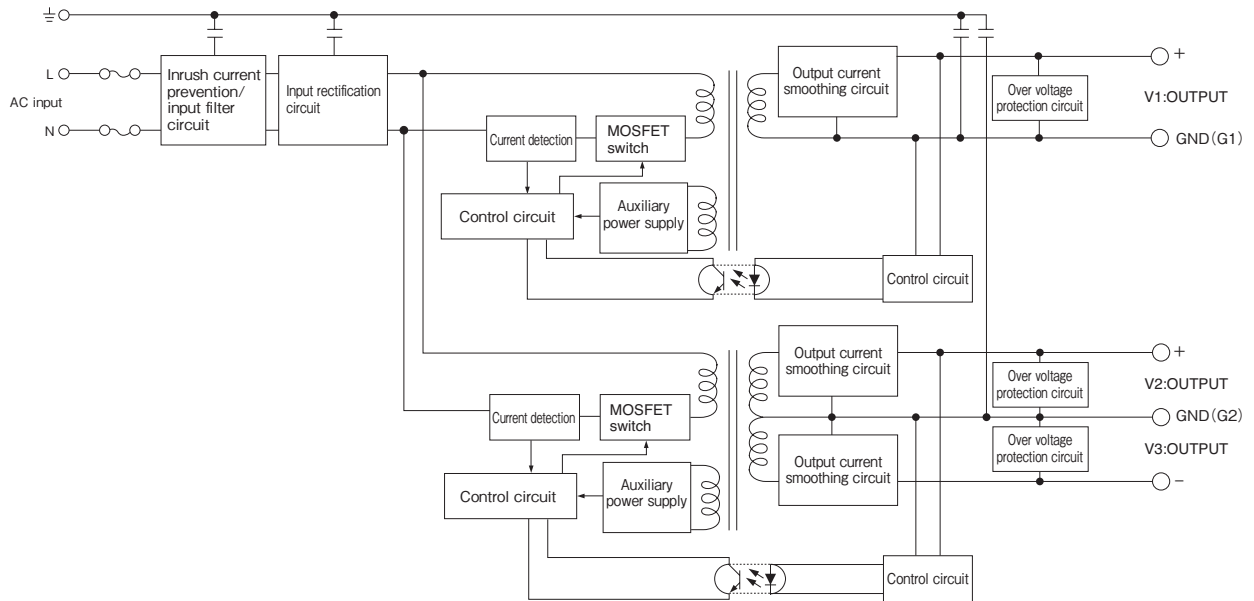 L
AC input
N
Inrush current
prevention/
input filter
circuit
Input rectification
circuit
Current detection
MOSFET
switch
Control circuit
Auxiliary
power supply
Output current
smoothing circuit
Over voltage
protection circuit
Control circuit
+
V1:OUTPUT
GND(G1)
Current detection
MOSFET
switch
Control circuit
Auxiliary
power supply
Output current
smoothing circuit
Output current
smoothing circuit
Over voltage
protection circuit
Over voltage
protection circuit
Control circuit
+
V2:OUTPUT
GND(G2)
V3:OUTPUT
−